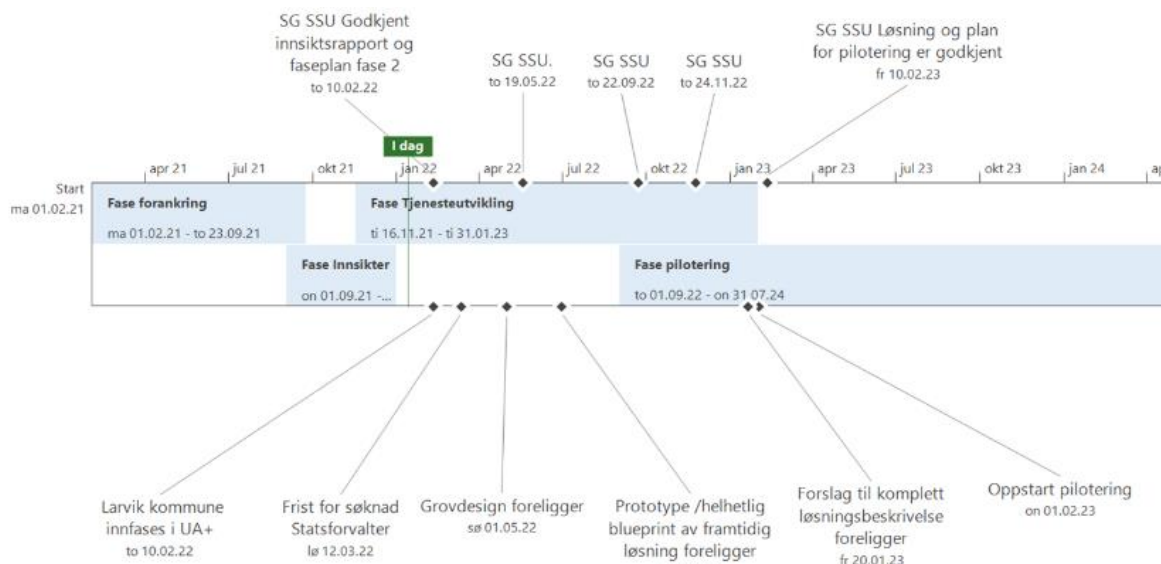 SG SSU Godkjent
innsiktsrapport og
faseplan fase 2
to 10.02.22
SG SSU.
to 19.05.22
SG SSU
to 22.09.22
SG SSU
to 24.11.22
SG SSU Løsning og plan
for pilotering er godkjent
fr 10.02.23
I dag
apr 21
jul 21
okt 21
jan 22
apr 22
jul 22
okt 22
jan 23
apr 23
jul 23
okt 23
jan 24
ap
Start
ma 01.02.21
Fase forankring
ma 01.02.21 - to 23.09.21
Fase Tjenesteutvikling
ti 16.11.21 - ti 31.01.23
Fase Innsikter
on 01.09.21 -...
Fase pilotering
to 01.09.22 - on 31.07.24
Larvik kommune
innfases i UA+
to 10.02.22
Frist for søknad
Statsforvalter
lø 12.03.22
Grovdesign foreligger
sø 01.05.22
Prototype /helhetlig
blueprint av framtidig
løsning foreligger
Forslag til komplett
løsningsbeskrivelse
foreligger
fr 20.01.23
Oppstart pilotering
on 01.02.23